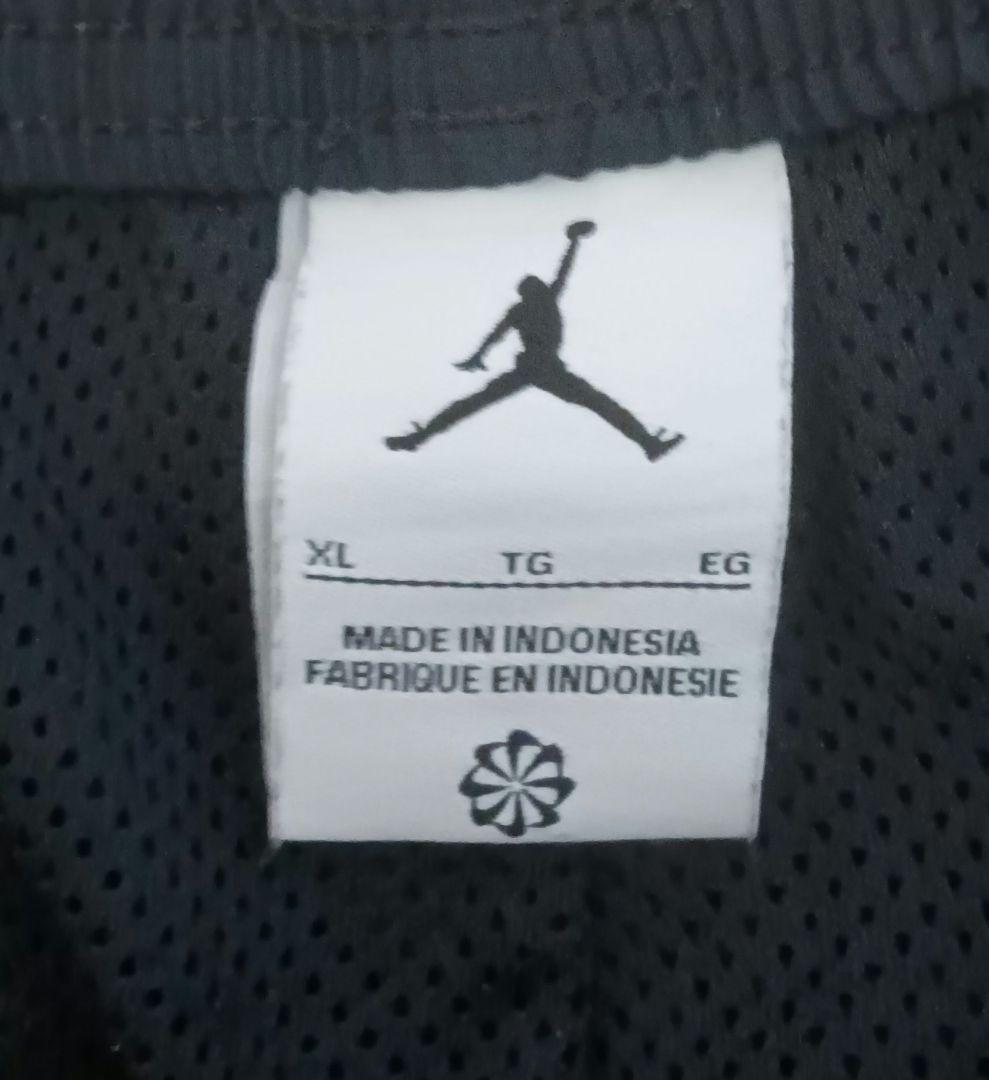 XL TG EG
MADE IN INDONESIA
FABRIQUE EN INDONESIE